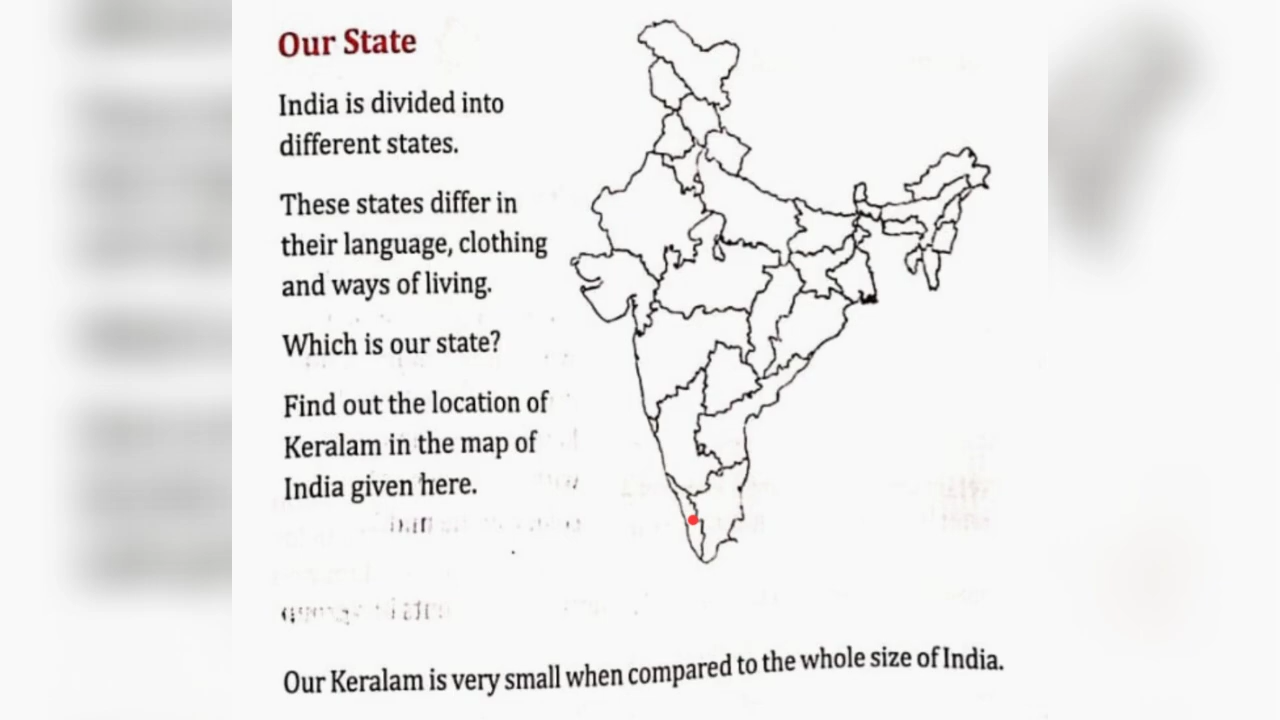 Our State
India is divided into
different states.
These states differ in
their language, clothing
and ways of living.
Which is our state?
Find out the location of
Keralam in the map of
India given here.
Our Keralam is very small when compared to the whole size of India.